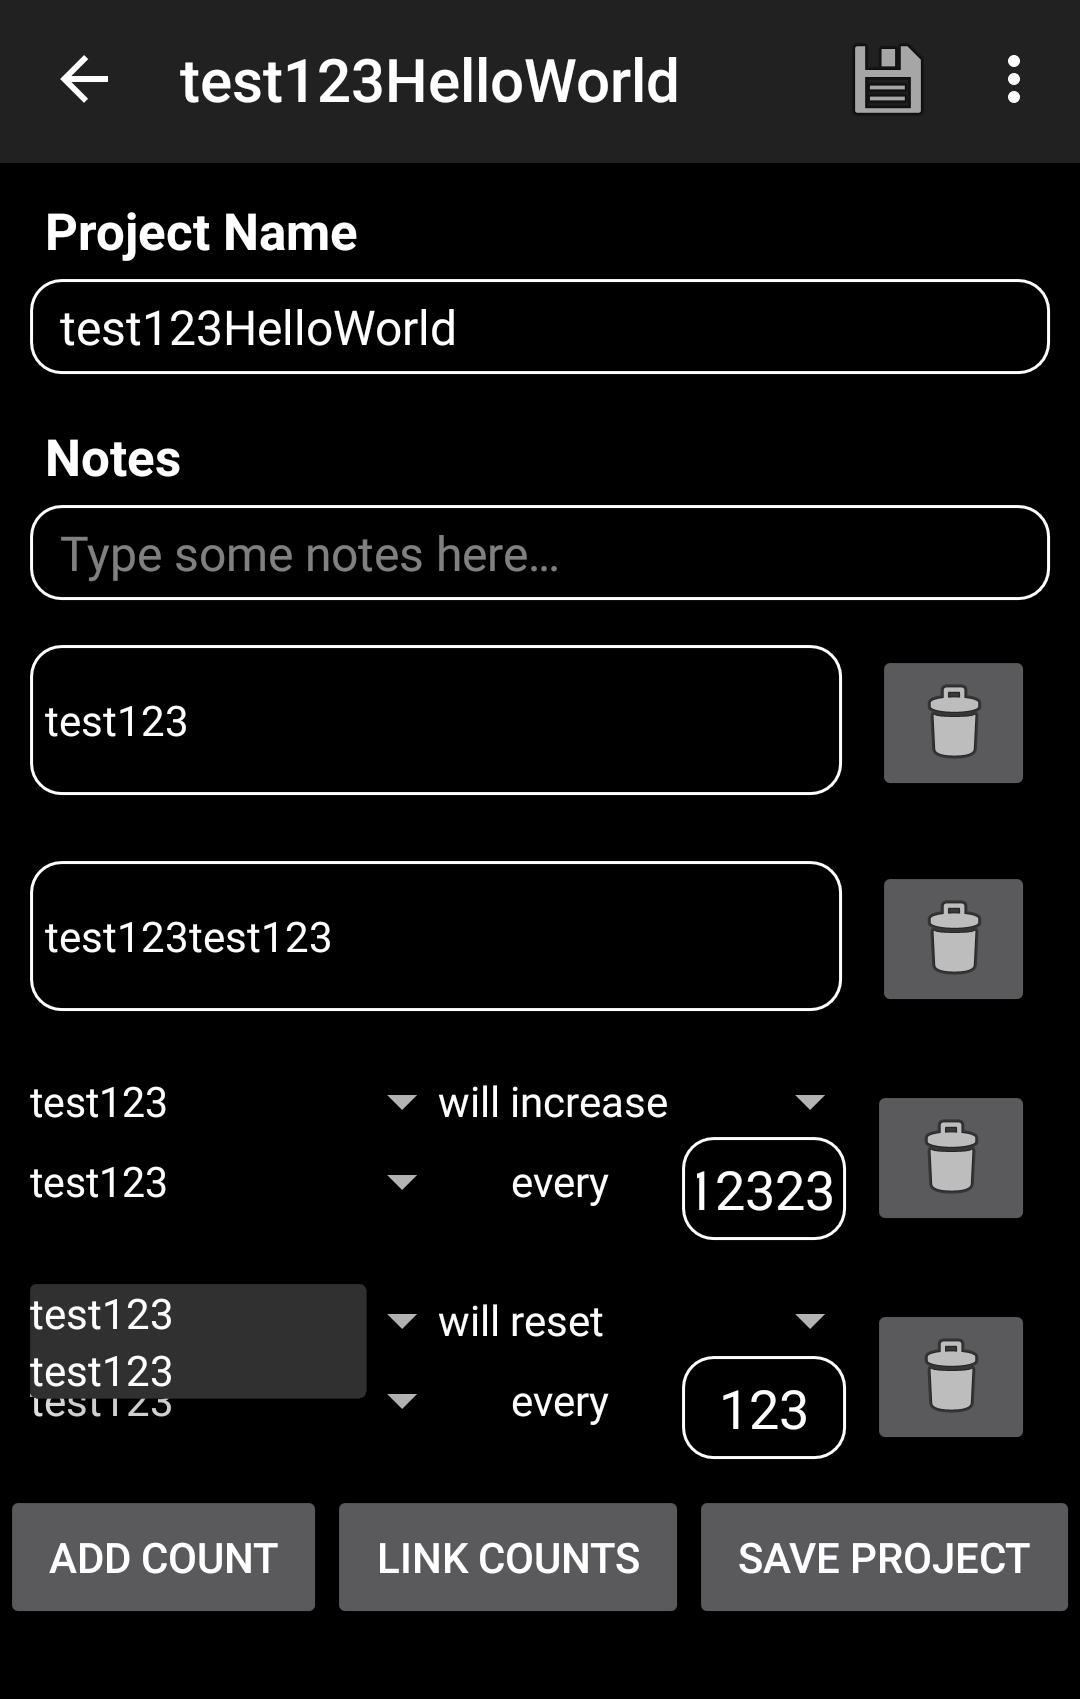 test123HelloWorld
Project Name
test123HelloWorld
Notes
Type some notes here...
test123
test123test123
test123 will increase
test123 every 12323
test123 will reset
test123
test123 every 123
ADD COUNT LINK COUNTS SAVE PROJECT